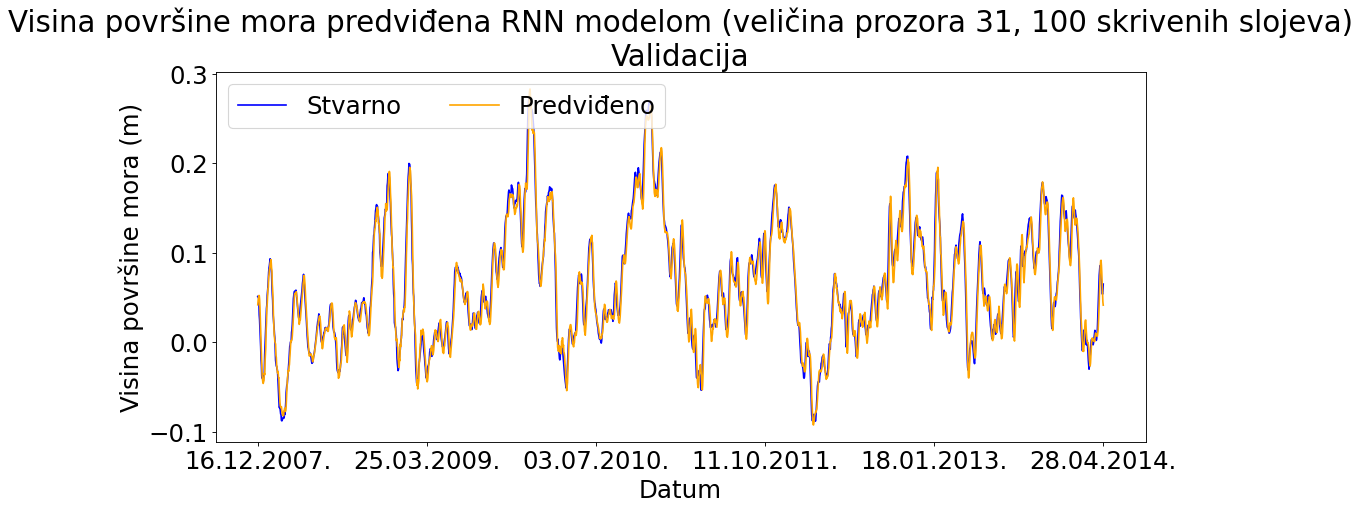 Visina površine mora predviđena RNN modelom (veličina prozora 31, 100 skrivenih slojeva)
Validacija
Stvarno Predviđeno
Visina površine mora (m)
0.3
0.2
0.1
0.0
−0.1
16.12.2007. 25.03.2009. 03.07.2010. 11.10.2011. 18.01.2013. 28.04.2014.
Datum